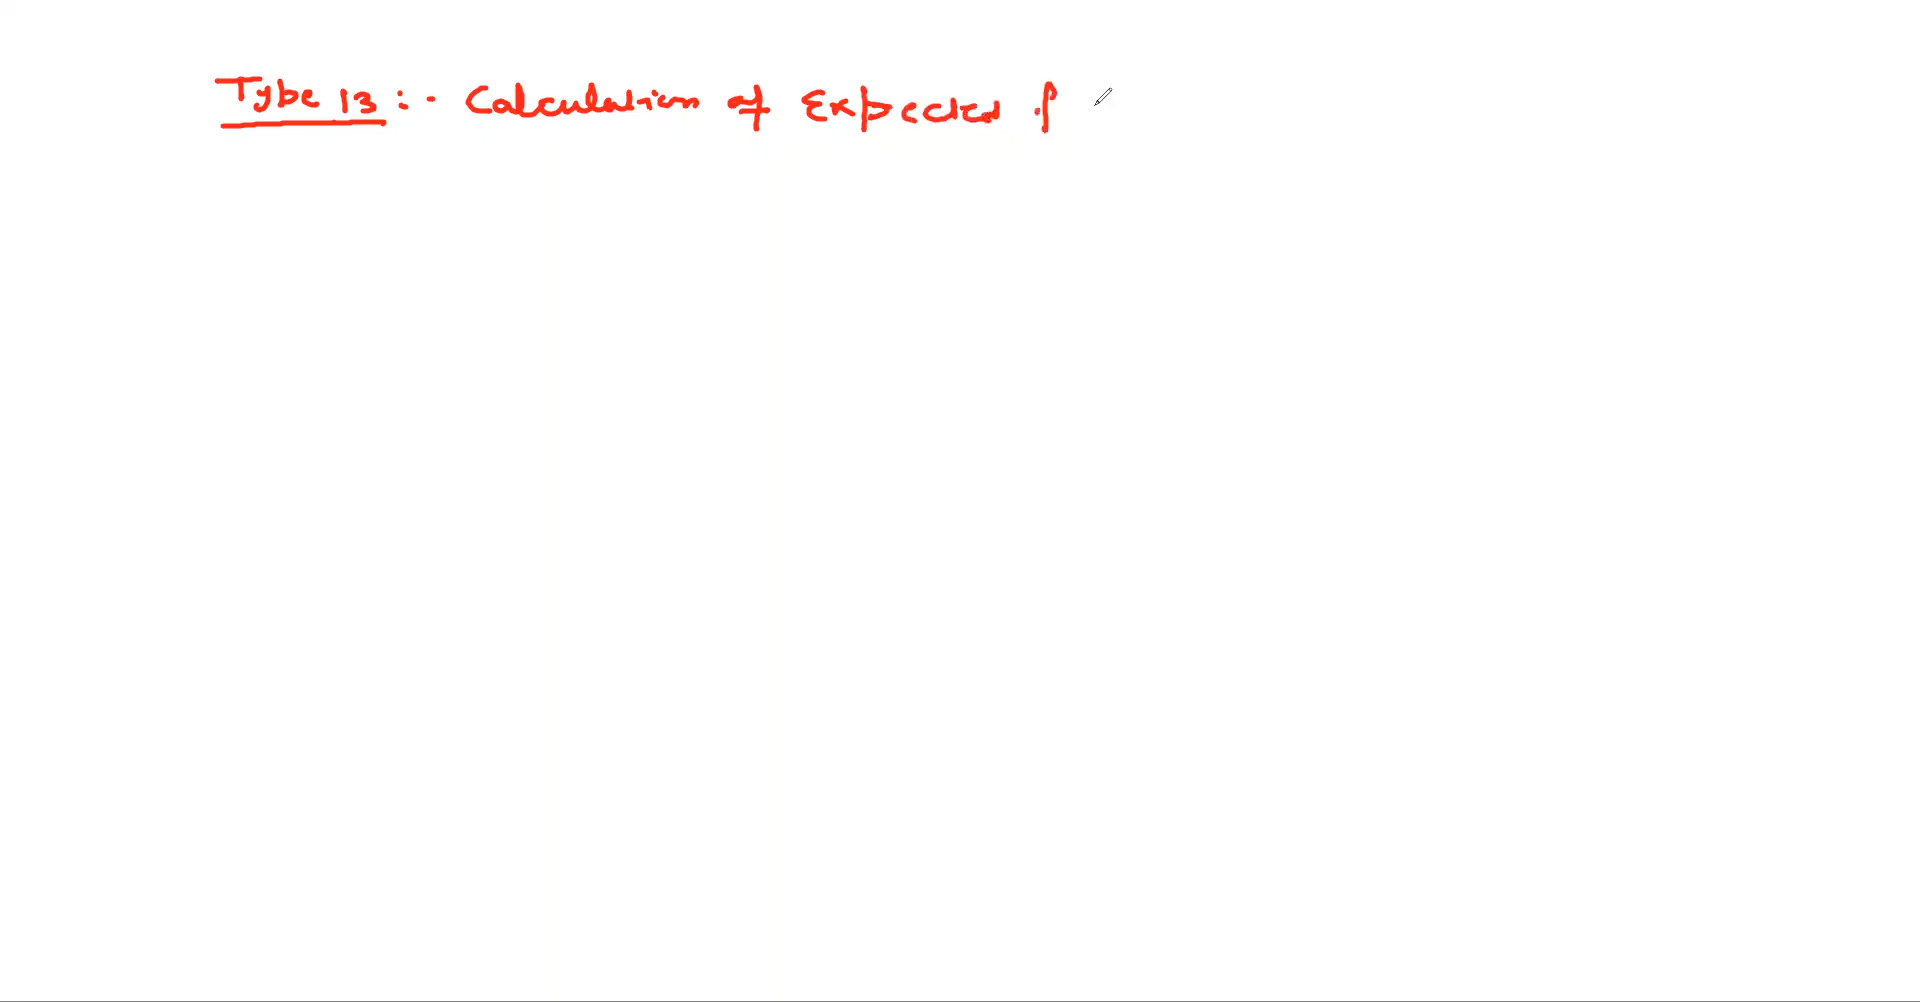 Type 13 :- Calculation of Expected f